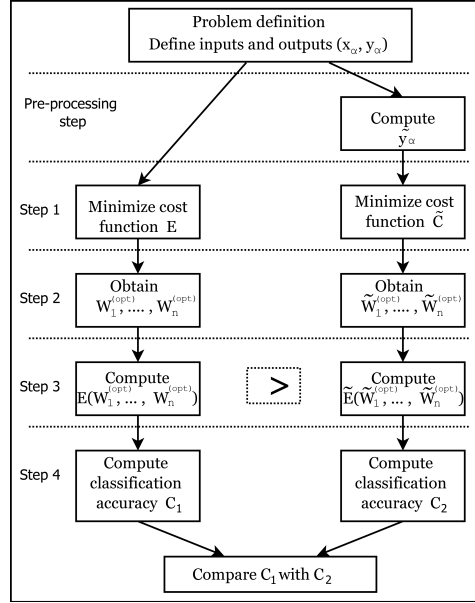 Problem definition
Define inputs and outputs (x_α, y_α)
Pre-processing
step
Compute
ỹ_α
Step 1
Minimize cost
function E
Minimize cost
function C̃
Step 2
Obtain
W_1^(opt), ...., W_n^(opt)
Obtain
W̃_1^(opt), ...., W̃_n^(opt)
Step 3
Compute
E(W_1^(opt), ... , W_n^(opt))
>
Compute
Ẽ(W̃_1^(opt), ... , W̃_n^(opt))
Step 4
Compute
classification
accuracy C_1
Compute
classification
accuracy C_2
Compare C_1 with C_2